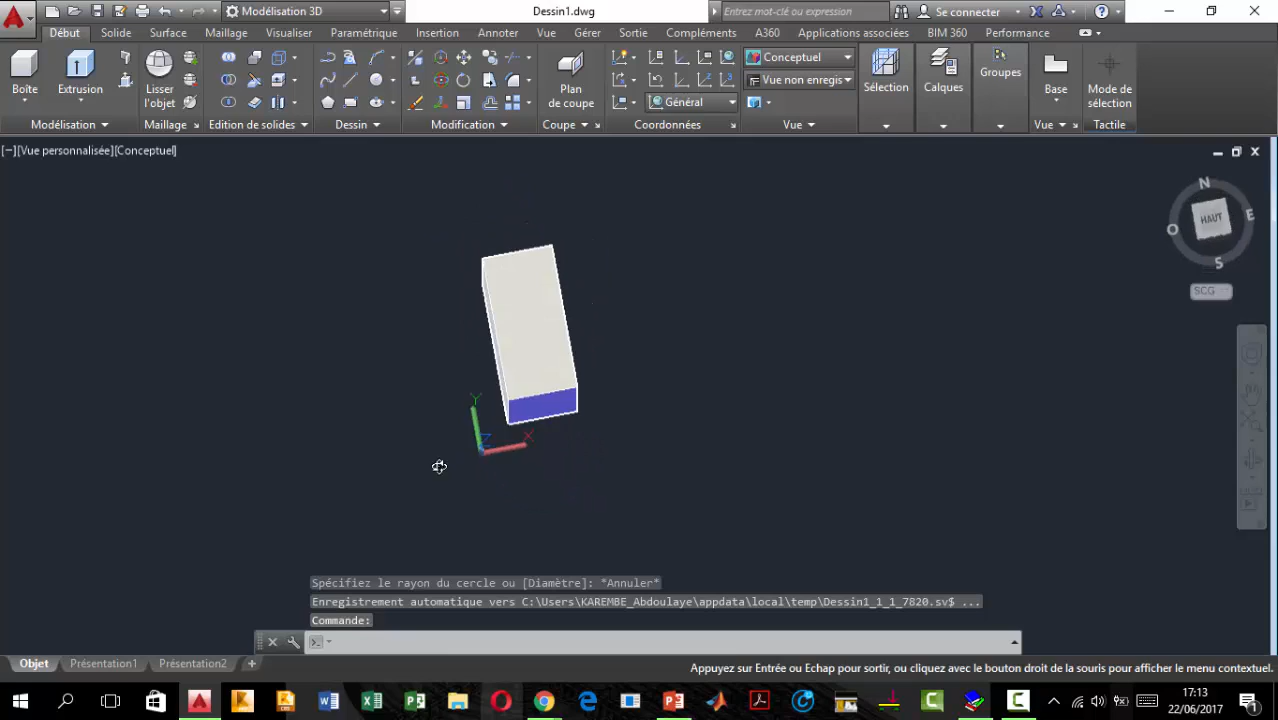 Modélisation 3D
Dessin1.dwg
Entrez mot-clé ou expression
Se connecter
Début Solide Surface Maillage Visualiser Paramétrique Insertion Annoter Vue Gérer Sortie Compléments A360 Applications associées BIM 360 Performance
Boîte
Extrusion
Lisser
l'objet
Plan
de coupe
Conceptuel
Vue non enregis
Général
Sélection
Calques
Groupes
Base
Mode de
sélection
Modélisation Maillage Edition de solides Dessin Modification Coupe Coordonnées Vue Vue Tactile
[−][Vue personnalisée][Conceptuel]
N
O HAUT E
S
SCG
Y
Z X
Spécifiez le rayon du cercle ou [Diamètre]: *Annuler*
Enregistrement automatique vers C:\Users\KAREMBE_Abdoulaye\appdata\local\temp\Dessin1_1_1_7820.sv$ ...
Commande:
Objet Présentation1 Présentation2 +
Appuyez sur Entrée ou Echap pour sortir, ou cliquez avec le bouton droit de la souris pour afficher le menu contextuel.
17:13
22/06/2017